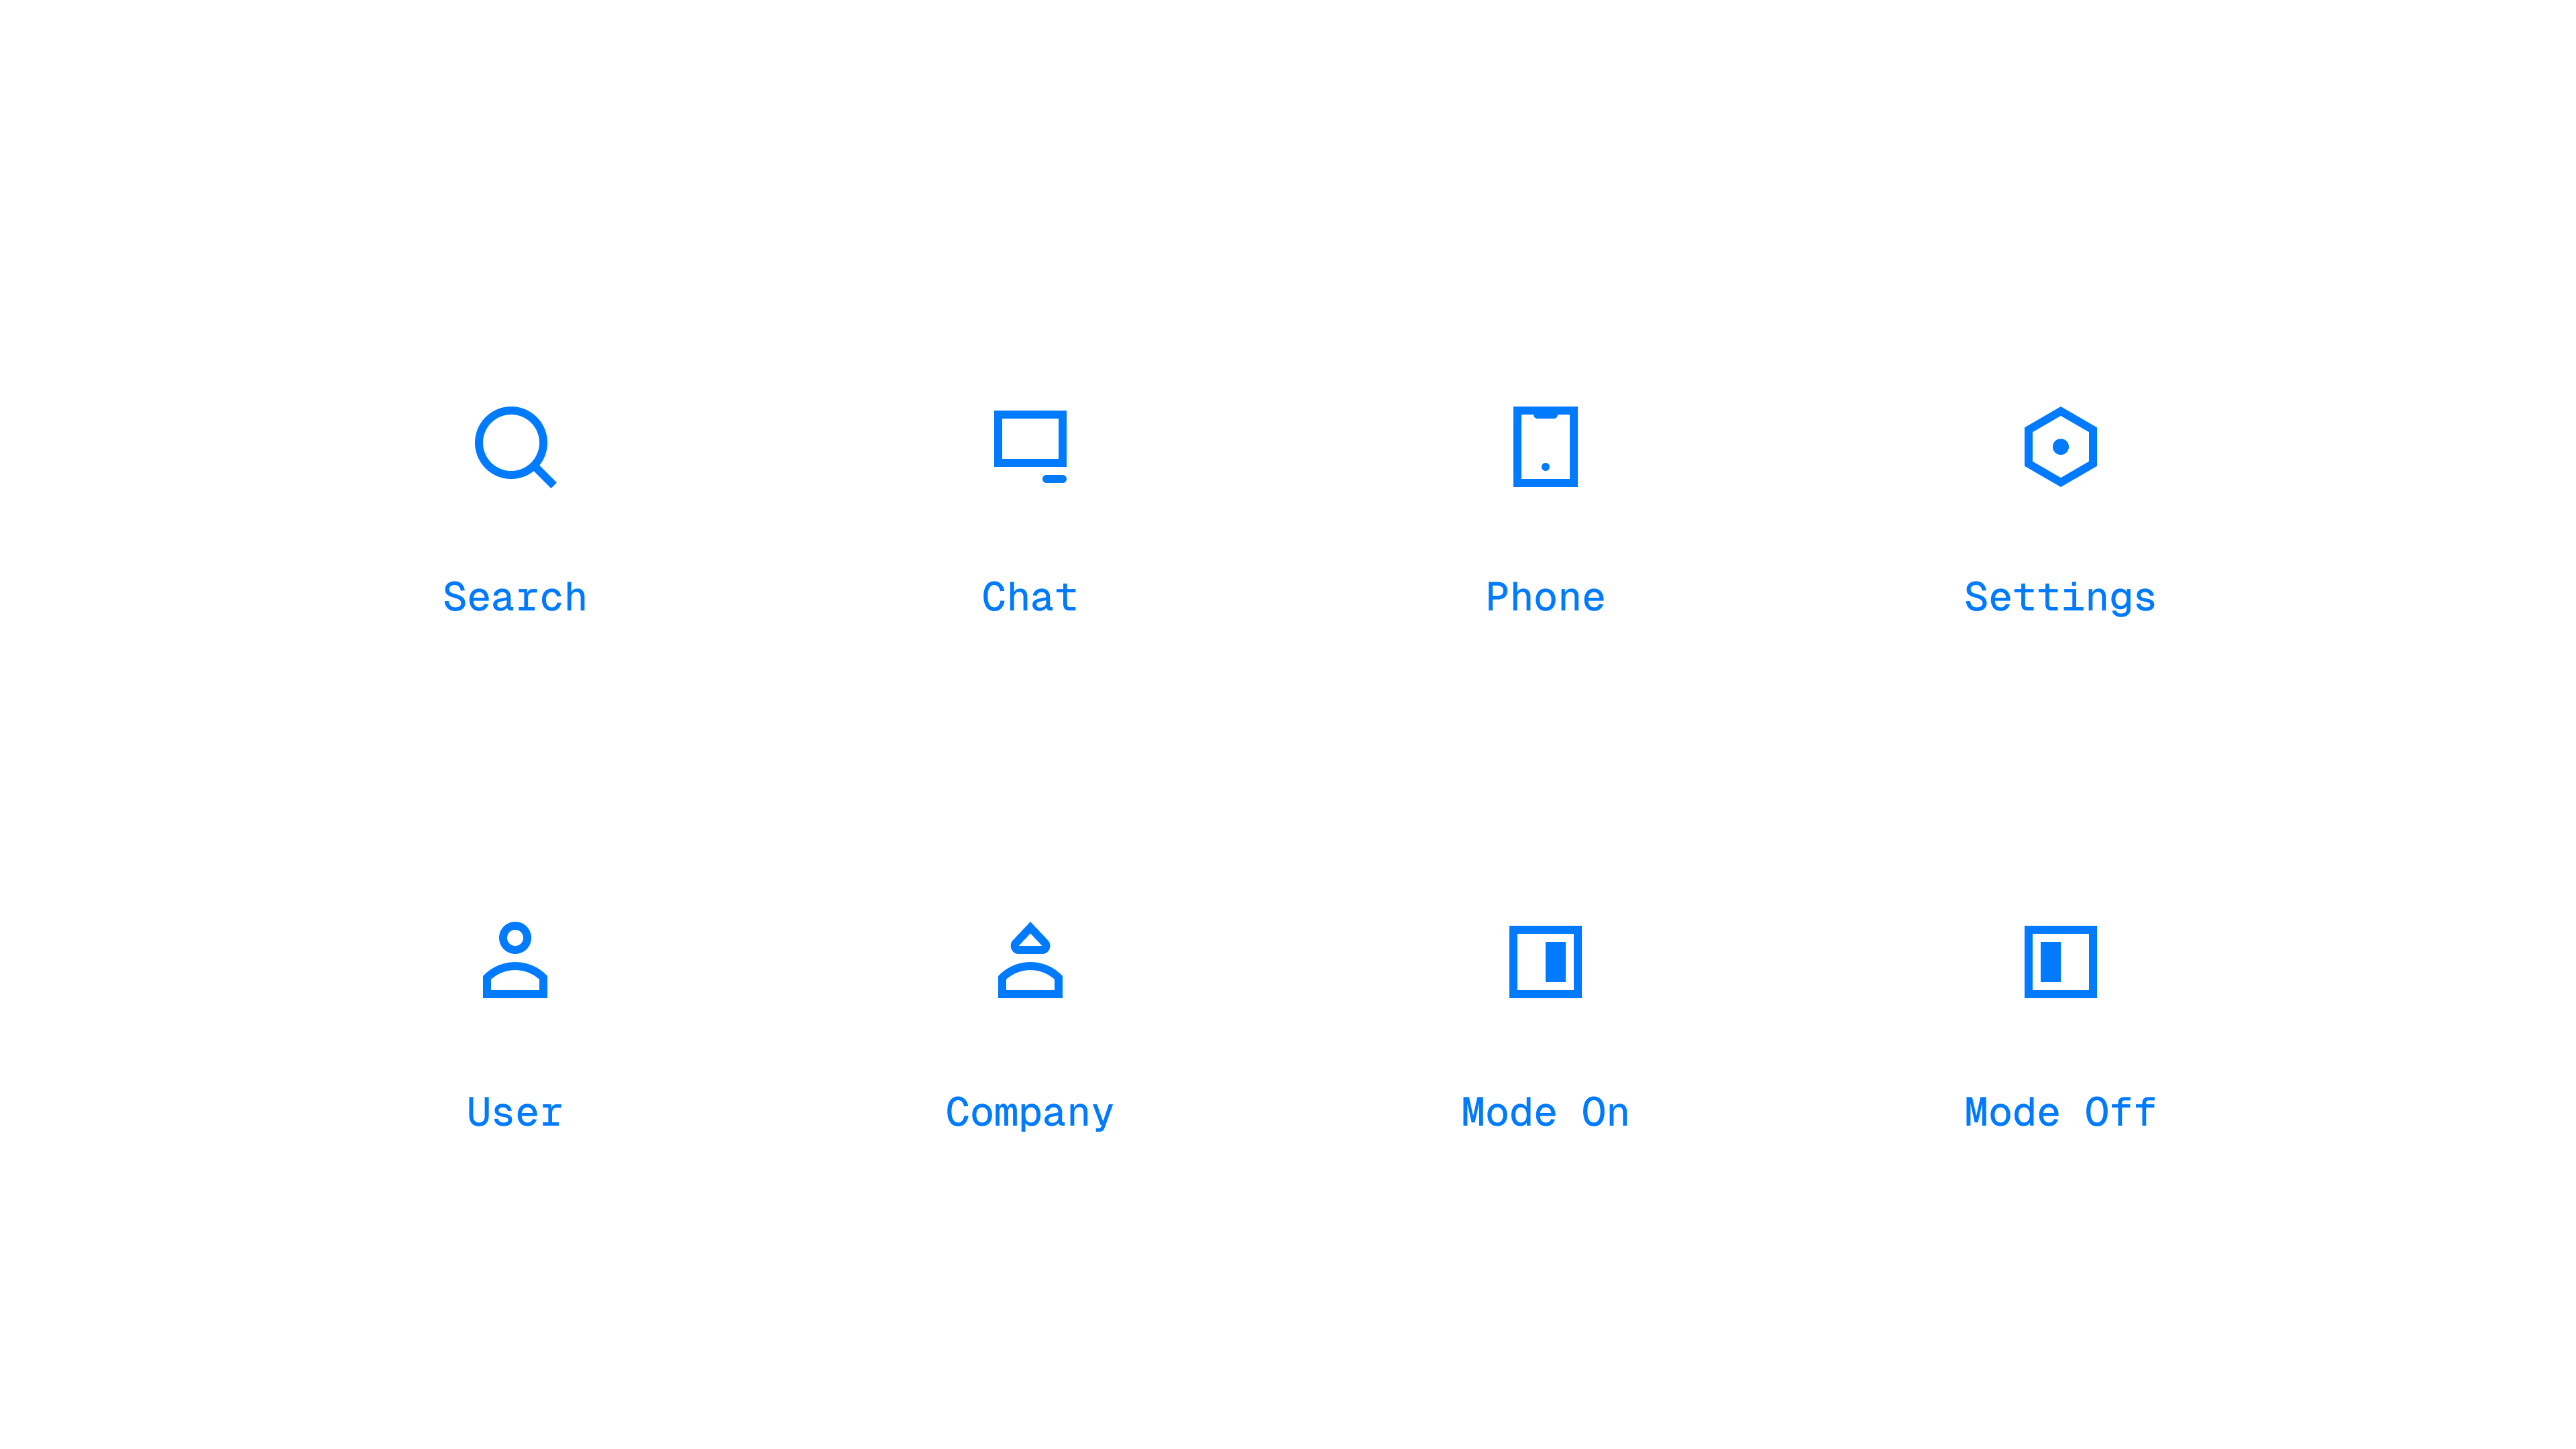 Search
Chat
Phone
Settings
User
Company
Mode On
Mode Off